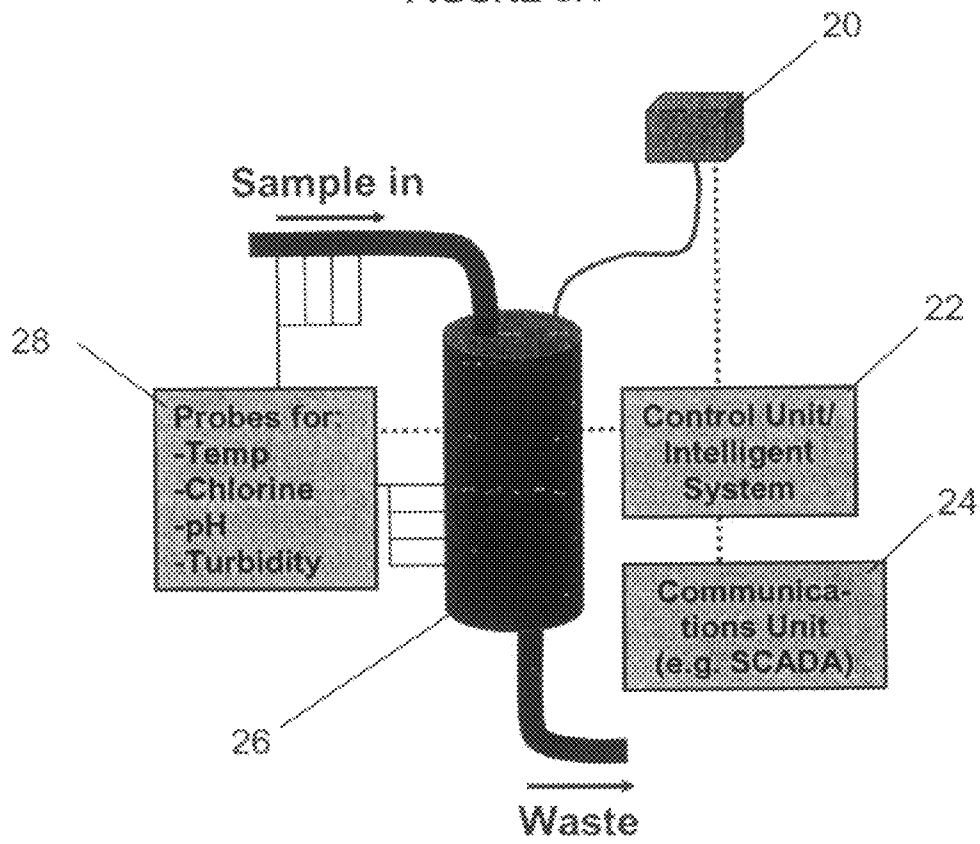 20
Sample in
28
22
Probes for:
-Temp
-Chlorine
-pH
-Turbidity
Control Unit/
Intelligent
System
24
Communica-
tions Unit
(e.g. SCADA)
26
Waste